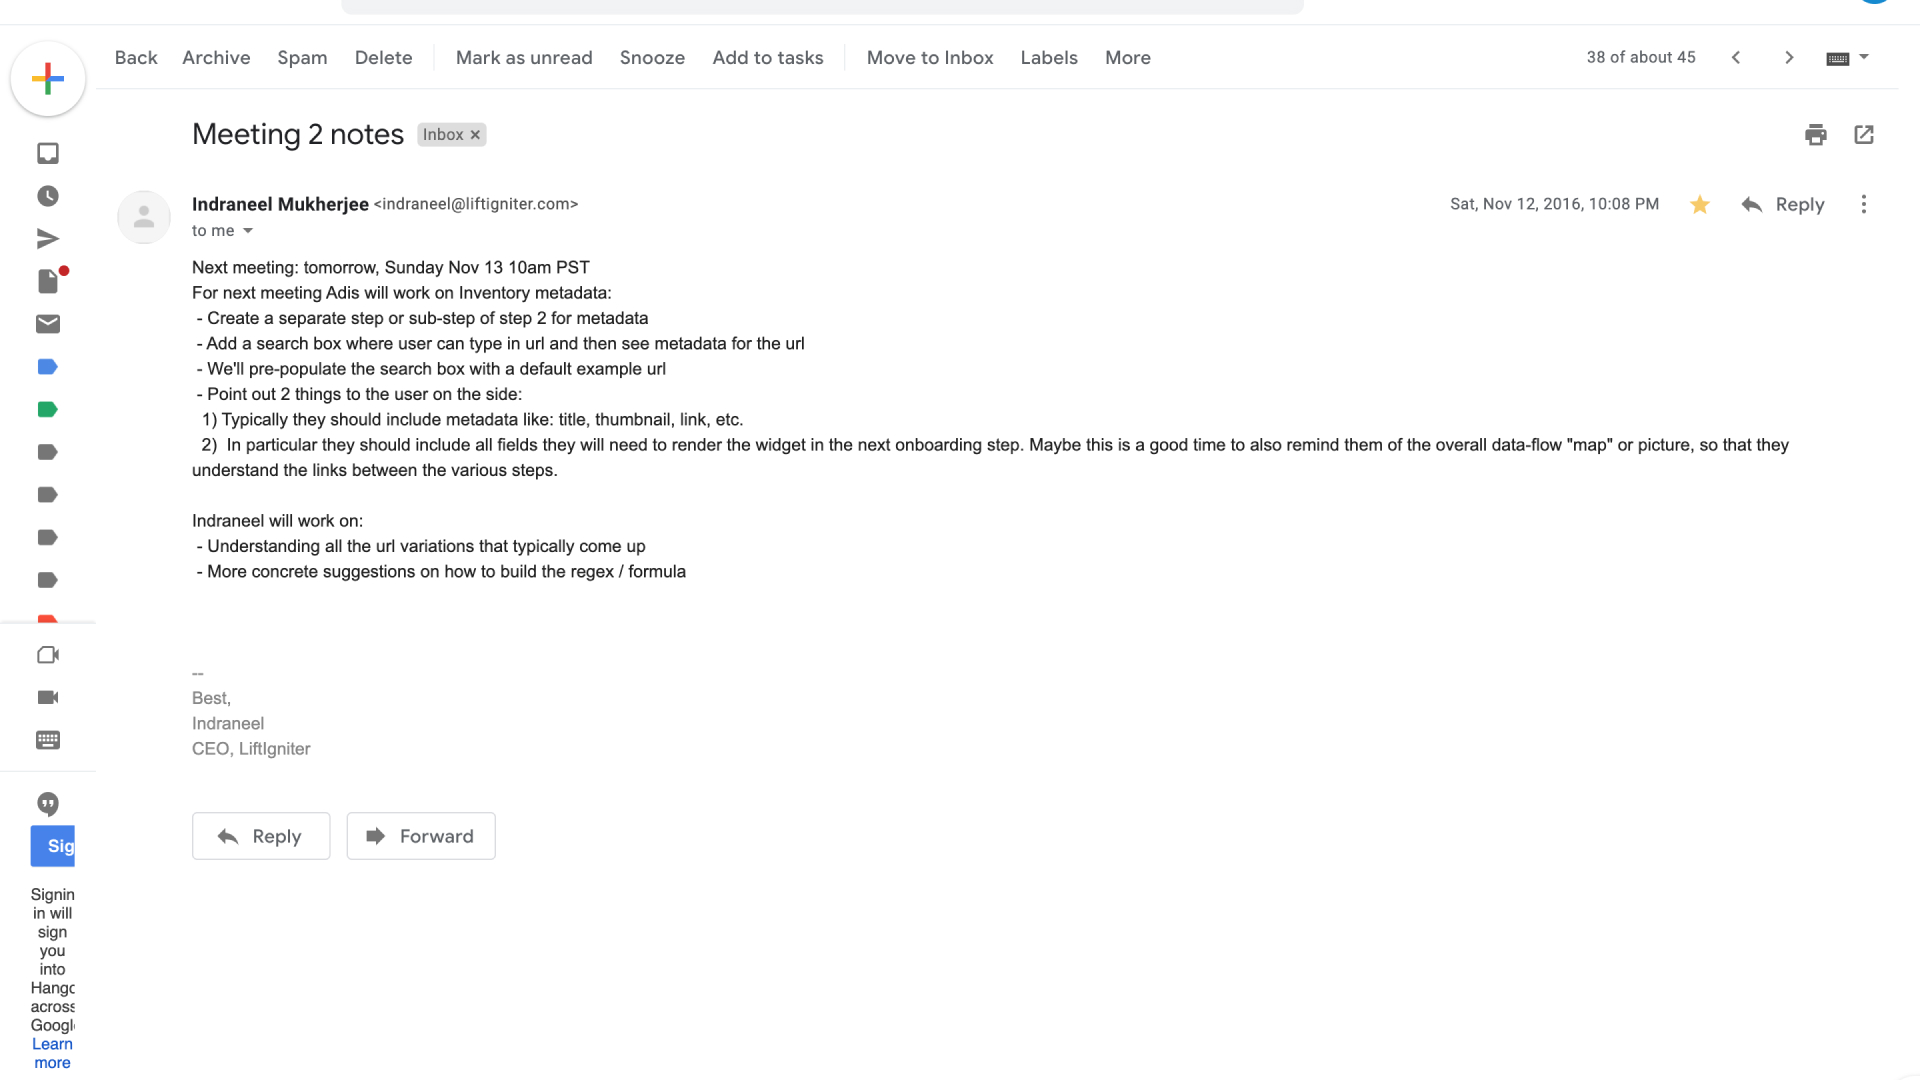 Back Archive Spam Delete Mark as unread Snooze Add to tasks Move to Inbox Labels More 38 of about 45
Meeting 2 notes Inbox ×
Indraneel Mukherjee <indraneel@liftigniter.com> Sat, Nov 12, 2016, 10:08 PM Reply
to me
Next meeting: tomorrow, Sunday Nov 13 10am PST
For next meeting Adis will work on Inventory metadata:
- Create a separate step or sub-step of step 2 for metadata
- Add a search box where user can type in url and then see metadata for the url
- We'll pre-populate the search box with a default example url
- Point out 2 things to the user on the side:
1) Typically they should include metadata like: title, thumbnail, link, etc.
2) In particular they should include all fields they will need to render the widget in the next onboarding step. Maybe this is a good time to also remind them of the overall data-flow "map" or picture, so that they
understand the links between the various steps.
Indraneel will work on:
- Understanding all the url variations that typically come up
- More concrete suggestions on how to build the regex / formula
--
Best,
Indraneel
CEO, LiftIgniter
Reply Forward
Sig
Signin
in will
sign
you
into
Hango
across
Googl
Learn
more